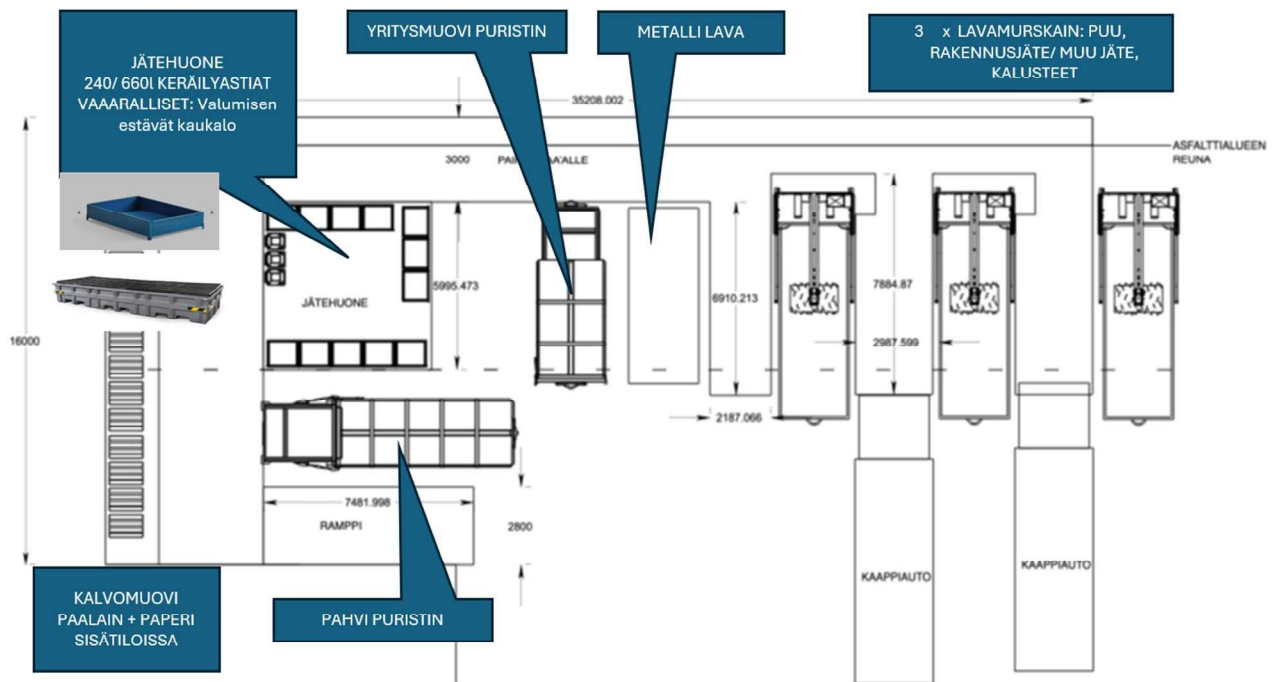 JÄTEHUONE
240/ 660l KERÄILYASTIAT
VAAARALLISET: Valumisen
estävät kaukalo
YRITYSMUOVI PURISTIN
METALLI LAVA
3 x LAVAMURSKAIN: PUU,
RAKENNUSJÄTE/ MUU JÄTE,
KALUSTEET
35208.002
3000
ASFALTTIALUEEN
REUNA
JÄTEHUONE
5995.473
6910.213
7884.87
2987.599
16000
2187.066
7481.998
RAMPPI
2800
KAAPPIAUTO
KAAPPIAUTO
KALVOMUOVI
PAALAIN + PAPERI
SISÄTILOISSA
PAHVI PURISTIN